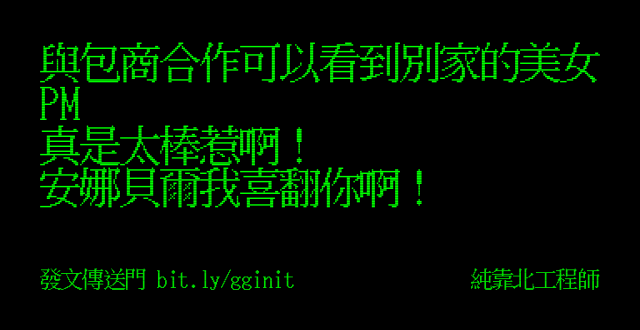 與包商合作可以看到別家的美女
PM
真是太棒惹啊！
安娜貝爾我喜翻你啊！
發文傳送門 bit.ly/gginit
純靠北工程師